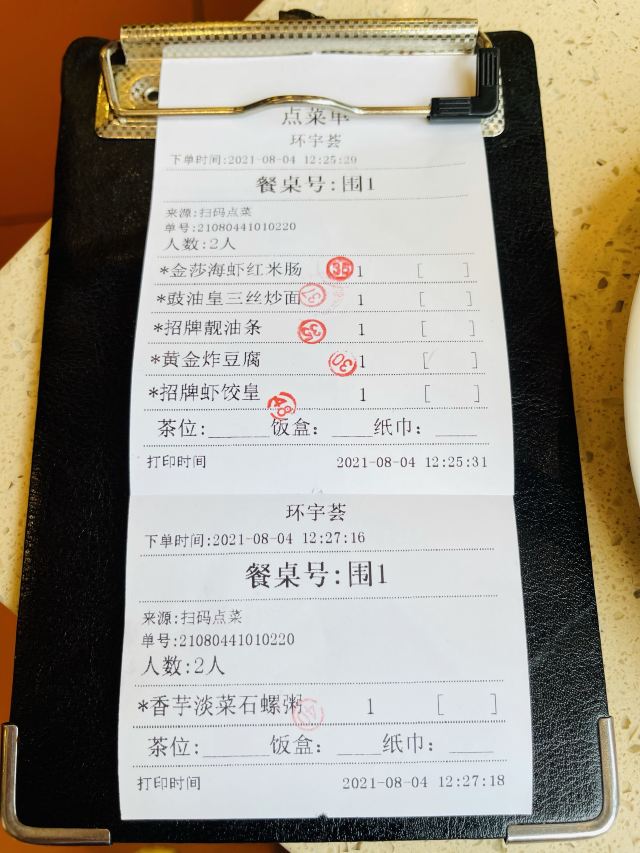 点菜单
环宇荟
下单时间:2021-08-04 12:25:29
餐桌号:围1
来源:扫码点菜
单号:21080441010220
人数:2人
*金莎海虾红米肠 35 1 [ ]
*豉油皇三丝炒面 1 [ ]
*招牌靓油条 35 1 [ ]
*黄金炸豆腐 30 1 [ ]
*招牌虾饺皇 48 1 [ ]
茶位:______饭盒:____纸巾:____
打印时间 2021-08-04 12:25:31
环宇荟
下单时间:2021-08-04 12:27:16
餐桌号:围1
来源:扫码点菜
单号:21080441010220
人数:2人
*香芋淡菜石螺粥 1 [ ]
茶位:______饭盒:____纸巾:____
打印时间 2021-08-04 12:27:18